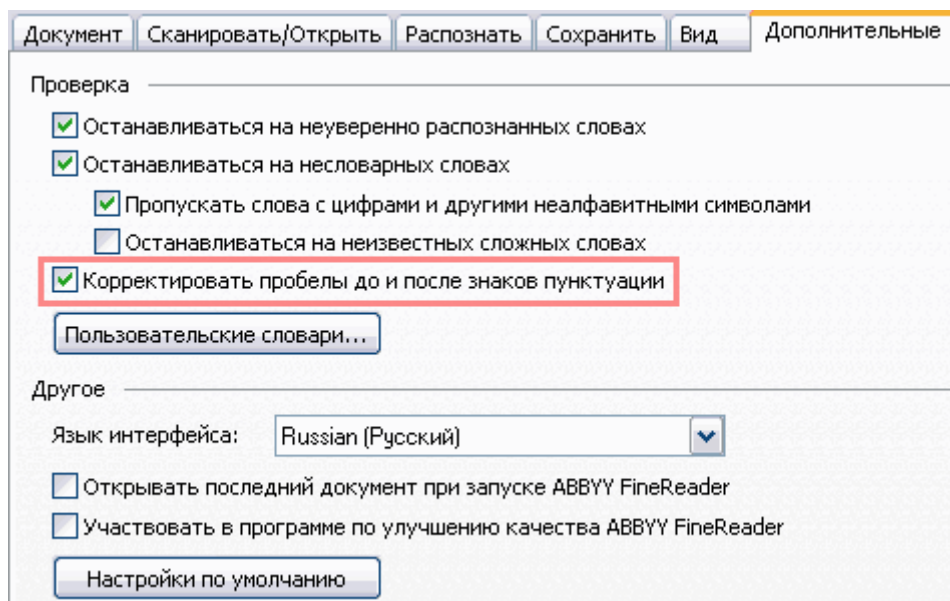 Документ Сканировать/Открыть Распознать Сохранить Вид Дополнительные
Проверка
Останавливаться на неуверенно распознанных словах
Останавливаться на несловарных словах
Пропускать слова с цифрами и другими неалфавитными символами
Останавливаться на неизвестных сложных словах
Корректировать пробелы до и после знаков пунктуации
Пользовательские словари...
Другое
Язык интерфейса: Russian (Русский)
Открывать последний документ при запуске ABBYY FineReader
Участвовать в программе по улучшению качества ABBYY FineReader
Настройки по умолчанию